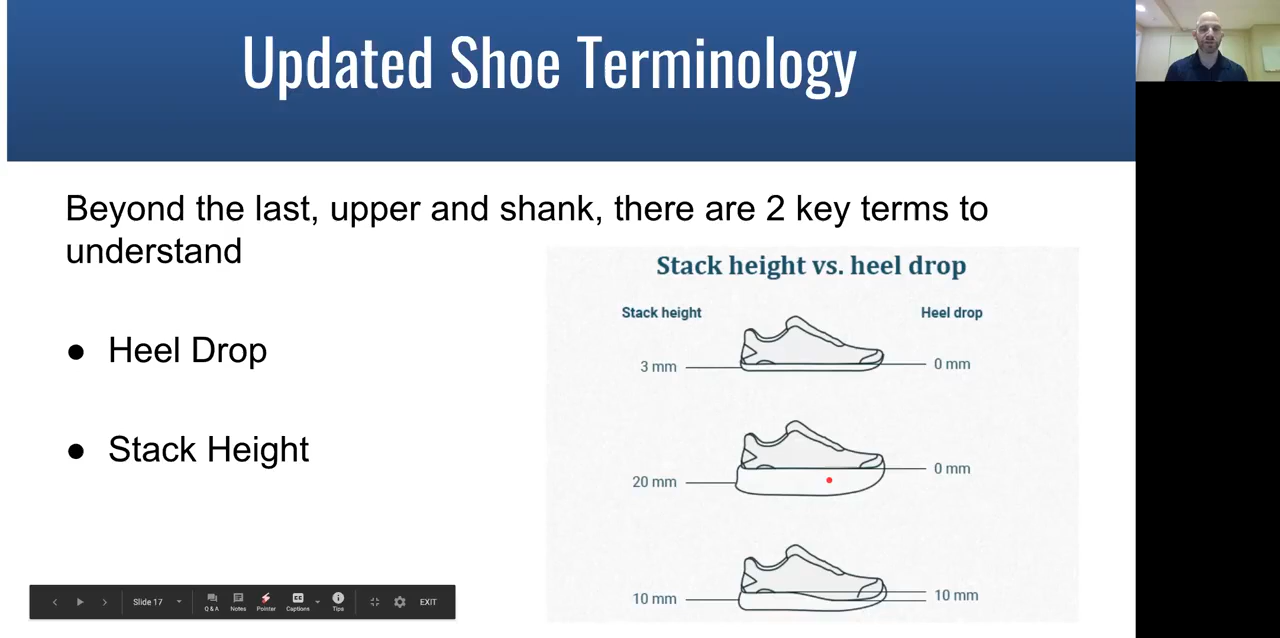 Updated Shoe Terminology
Beyond the last, upper and shank, there are 2 key terms to
understand
● Heel Drop
● Stack Height
Stack height vs. heel drop
Stack height Heel drop
3 mm 0 mm
20 mm 0 mm
10 mm 10 mm
Slide 17 Q & A Notes Pointer Captions Tips EXIT